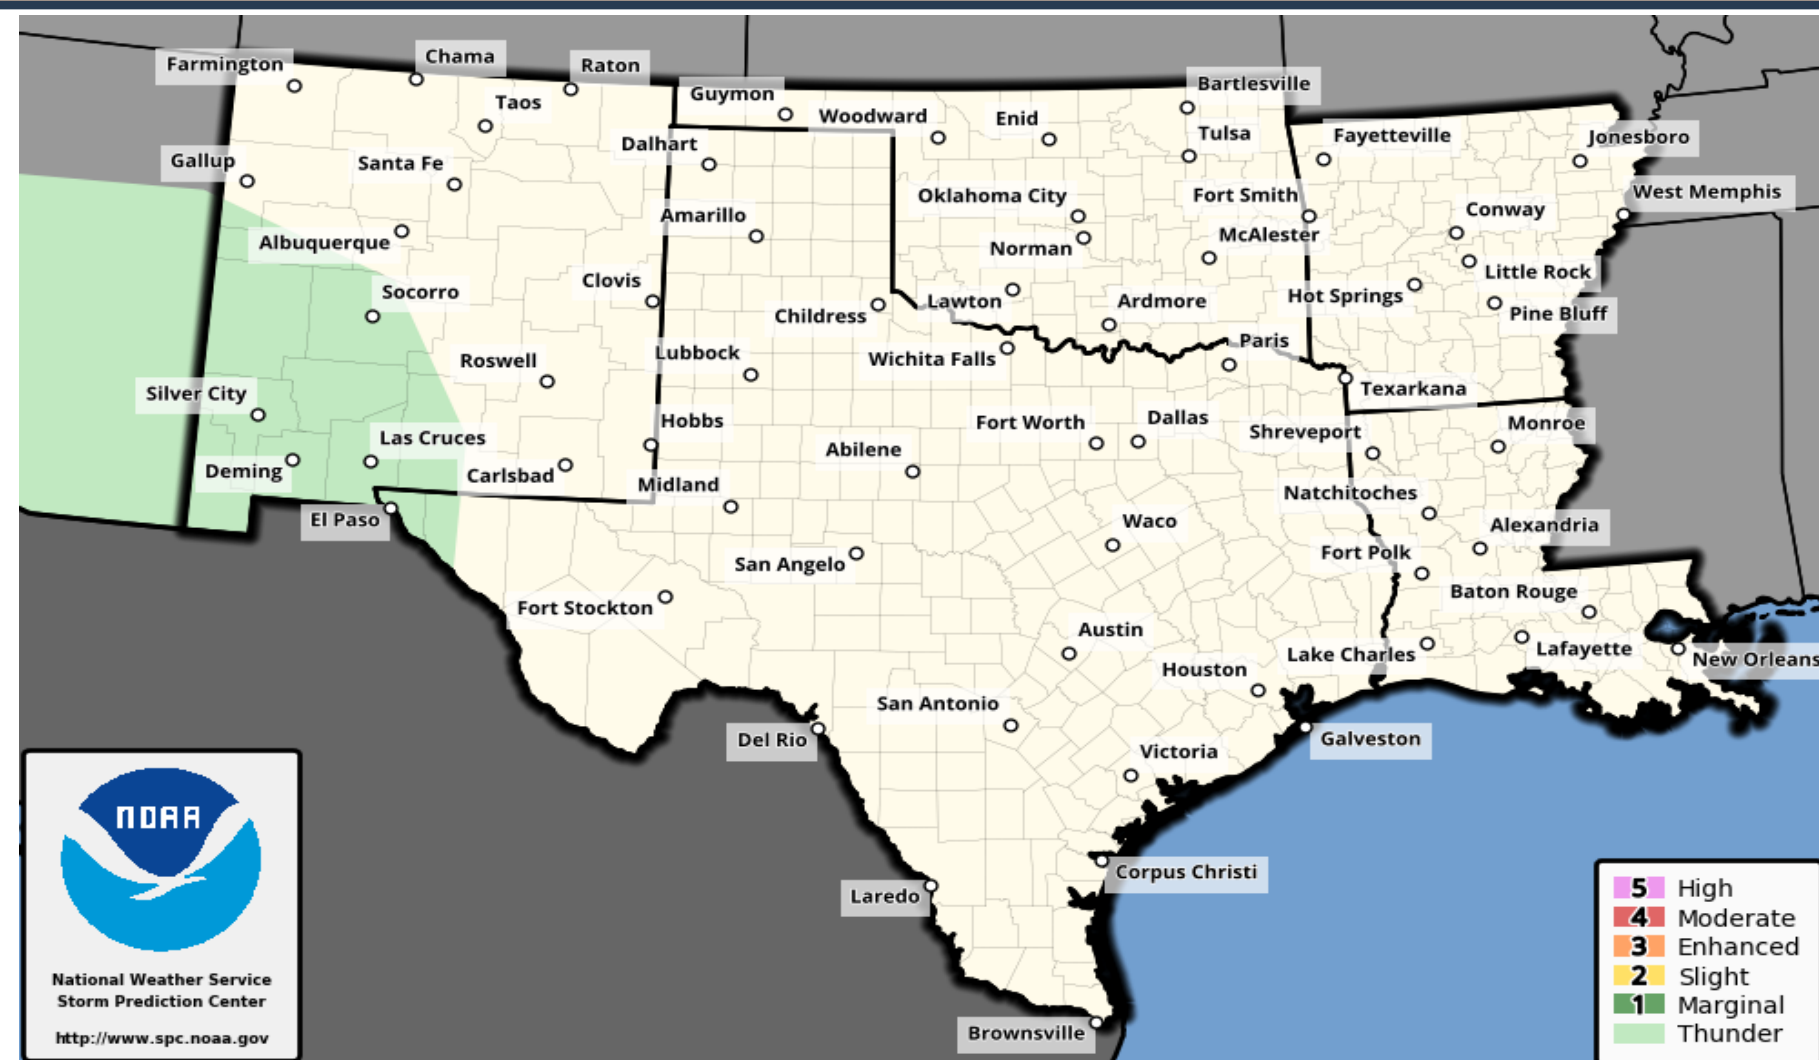 Farmington
Chama
Raton
Taos
Guymon
Woodward
Enid
Bartlesville
Tulsa
Fayetteville
Jonesboro
Dalhart
Gallup
Santa Fe
Oklahoma City
Fort Smith
West Memphis
Conway
Amarillo
Albuquerque
Norman
McAlester
Little Rock
Clovis
Socorro
Hot Springs
Lawton
Ardmore
Pine Bluff
Childress
Paris
Lubbock
Wichita Falls
Roswell
Texarkana
Silver City
Hobbs
Fort Worth
Dallas
Shreveport
Monroe
Las Cruces
Abilene
Deming
Carlsbad
Midland
Natchitoches
El Paso
Waco
Alexandria
San Angelo
Fort Polk
Baton Rouge
Fort Stockton
Austin
Lake Charles
Lafayette
New Orleans
Houston
San Antonio
Del Rio
Galveston
Victoria
Corpus Christi
Laredo
Brownsville
NOAA
National Weather Service
Storm Prediction Center
http://www.spc.noaa.gov
5 High
4 Moderate
3 Enhanced
2 Slight
1 Marginal
Thunder